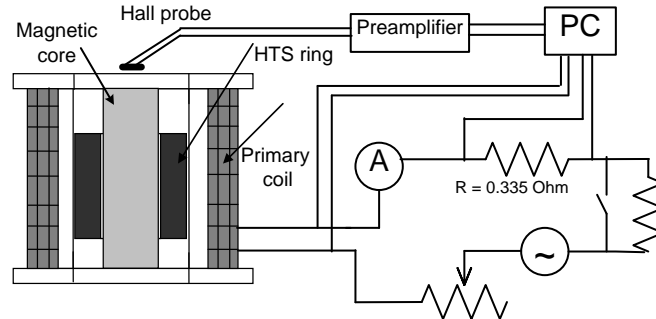 Hall probe
Magnetic
core
HTS ring
Preamplifier
PC
Primary
coil
A
R = 0.335 Ohm
~